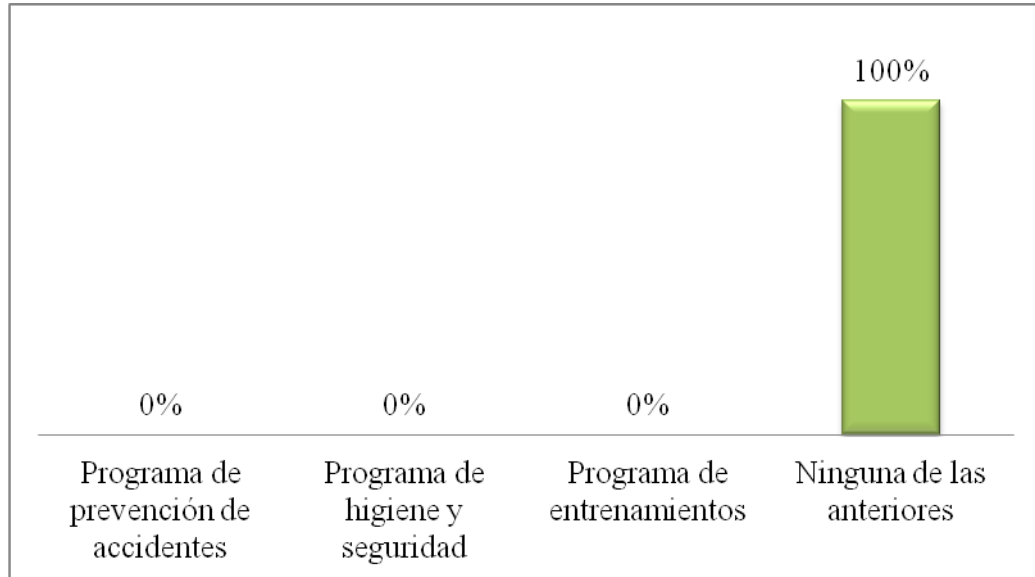 100%
0%
0%
0%
Programa de
prevención de
accidentes
Programa de
higiene y
seguridad
Programa de
entrenamientos
Ninguna de las
anteriores